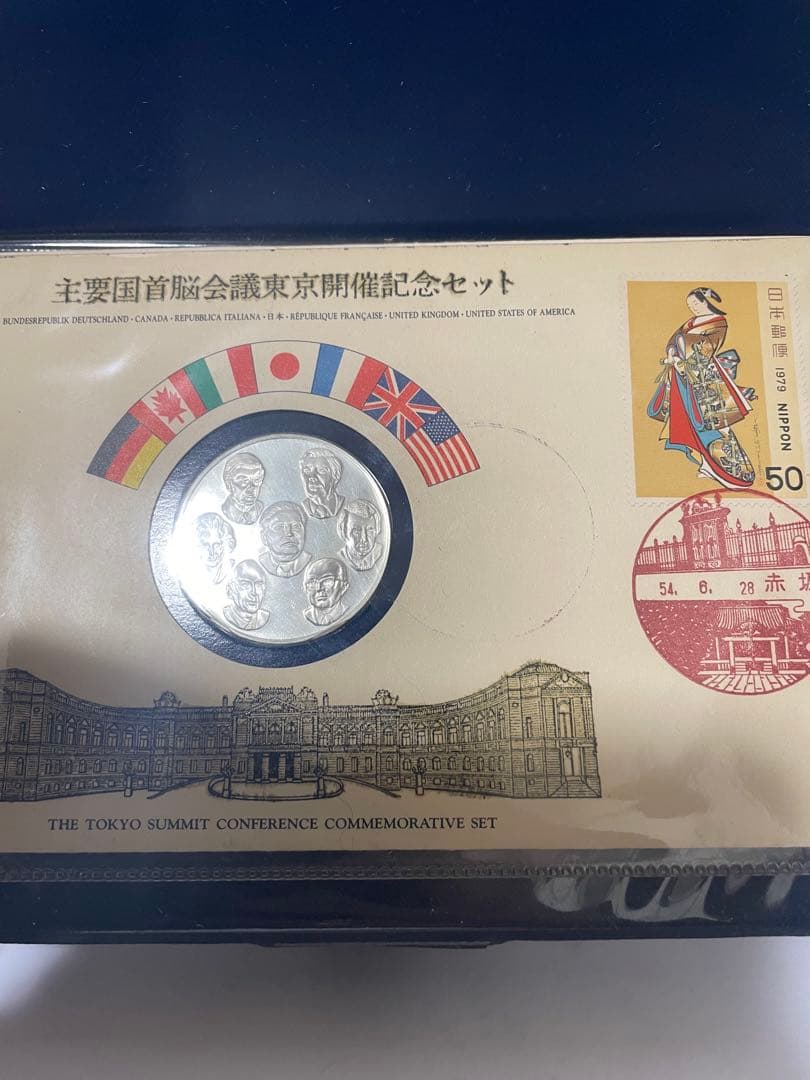 主要国首脳会議東京開催記念セット
BUNDESREPUBLIK DEUTSCHLAND • CANADA • REPUBBLICA ITALIANA • 日本 • RÉPUBLIQUE FRANÇAISE • UNITED KINGDOM • UNITED STATES OF AMERICA
日本郵便 1979 NIPPON
50
54. 6. 28 赤坂
THE TOKYO SUMMIT CONFERENCE COMMEMORATIVE SET